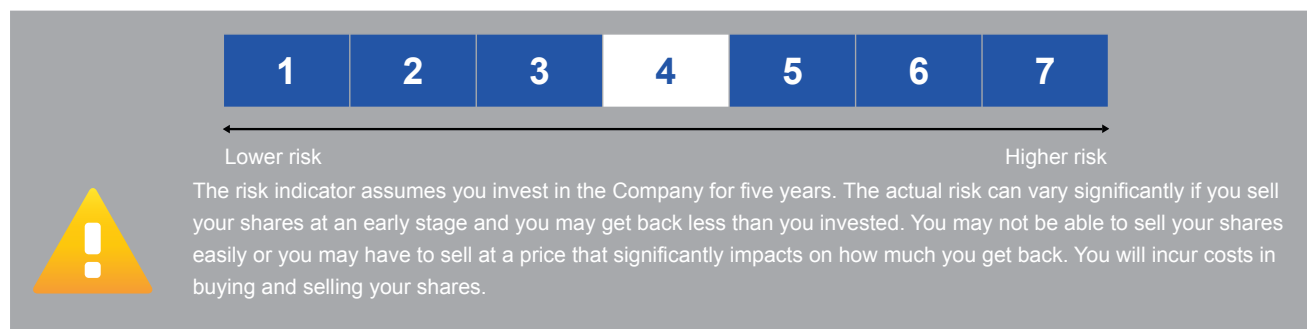 1 2 3 4 5 6 7
Lower risk Higher risk
The risk indicator assumes you invest in the Company for five years. The actual risk can vary significantly if you sell
your shares at an early stage and you may get back less than you invested. You may not be able to sell your shares
easily or you may have to sell at a price that significantly impacts on how much you get back. You will incur costs in
buying and selling your shares.